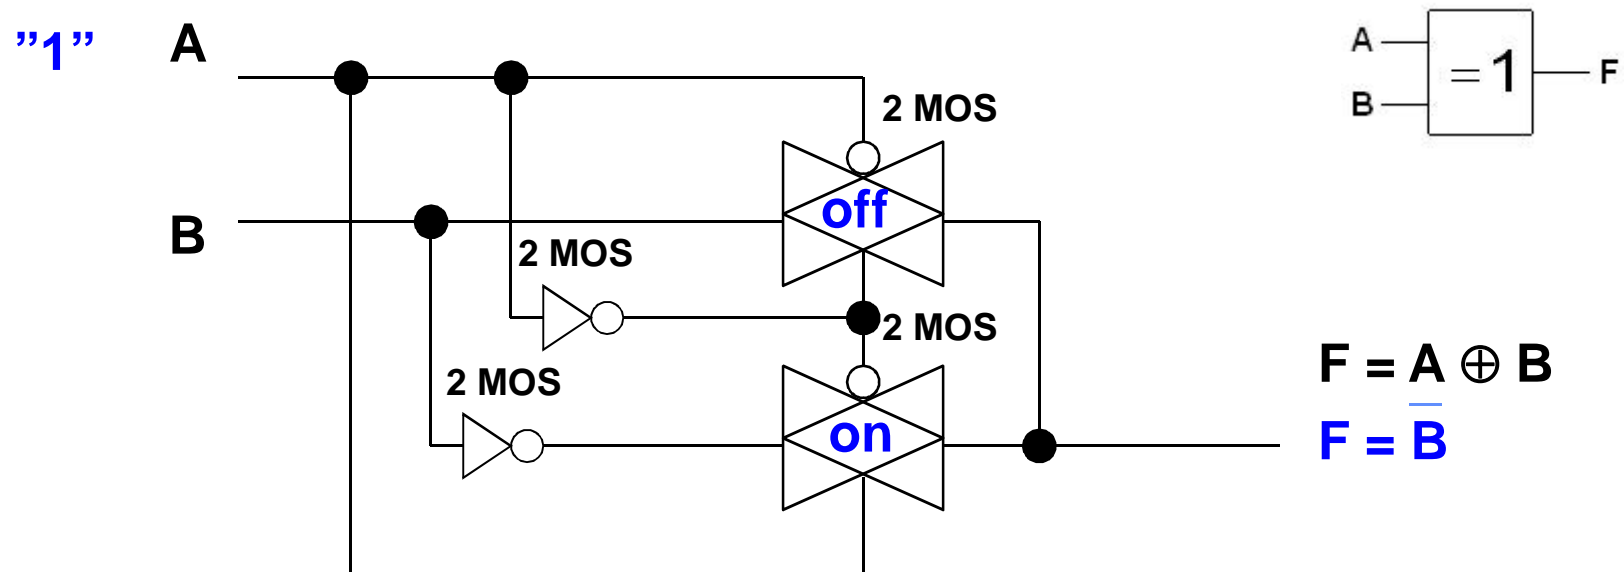 ”1”
A
2 MOS
off
B
2 MOS
2 MOS
2 MOS
on
A
B
= 1
F
F = A ⊕ B
F = B̅